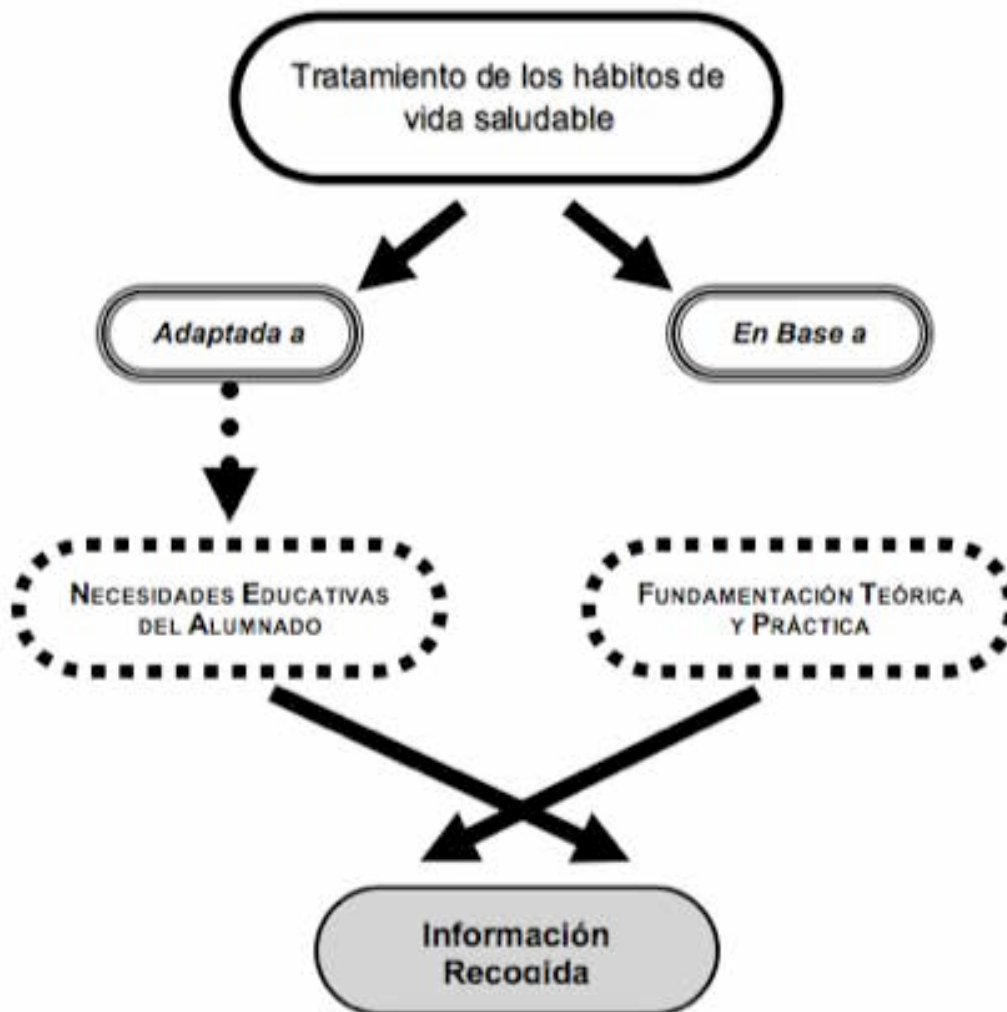 Tratamiento de los hábitos de
vida saludable
Adaptada a
En Base a
NECESIDADES EDUCATIVAS
DEL ALUMNADO
FUNDAMENTACIÓN TEÓRICA
Y PRÁCTICA
Información
Recogida